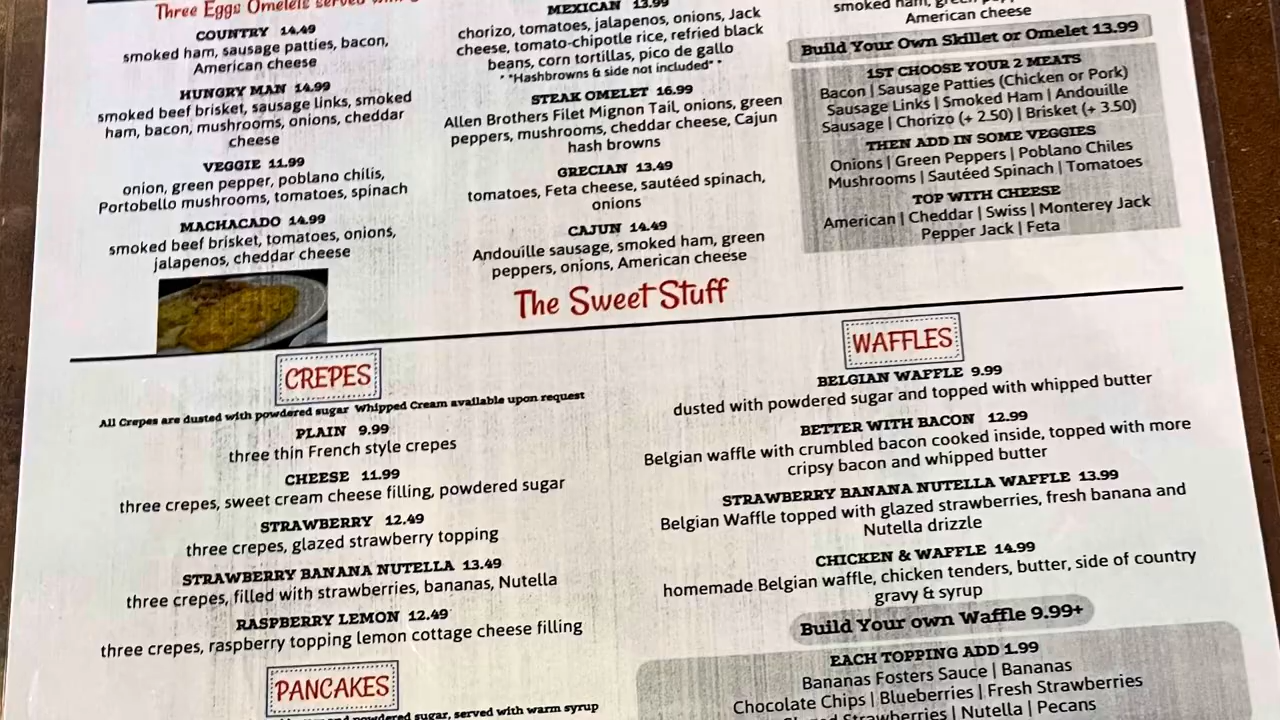 Three Eggs Omelets served with
COUNTRY 14.49
smoked ham, sausage patties, bacon,
American cheese
HUNGRY MAN 14.99
smoked beef brisket, sausage links, smoked
ham, bacon, mushrooms, onions, cheddar
cheese
VEGGIE 11.99
onion, green pepper, poblano chilis,
Portobello mushrooms, tomatoes, spinach
MACHACADO 14.99
smoked beef brisket, tomatoes, onions,
jalapenos, cheddar cheese
MEXICAN 13.99
chorizo, tomatoes, jalapenos, onions, Jack
cheese, tomato-chipotle rice, refried black
beans, corn tortillas, pico de gallo
**Hashbrowns & side not included**
STEAK OMELET 16.99
Allen Brothers Filet Mignon Tail, onions, green
peppers, mushrooms, cheddar cheese, Cajun
hash browns
GRECIAN 13.49
tomatoes, Feta cheese, sautéed spinach,
onions
CAJUN 14.49
Andouille sausage, smoked ham, green
peppers, onions, American cheese
smoked ham, green
American cheese
Build Your Own Skillet or Omelet 13.99
1ST CHOOSE YOUR 2 MEATS
Bacon | Sausage Patties (Chicken or Pork)
Sausage Links | Smoked Ham | Andouille
Sausage | Chorizo (+ 2.50) | Brisket (+ 3.50)
THEN ADD IN SOME VEGGIES
Onions | Green Peppers | Poblano Chiles
Mushrooms | Sautéed Spinach | Tomatoes
TOP WITH CHEESE
American | Cheddar | Swiss | Monterey Jack
Pepper Jack | Feta
The Sweet Stuff
CREPES
All Crepes are dusted with powdered sugar Whipped Cream available upon request
PLAIN 9.99
three thin French style crepes
CHEESE 11.99
three crepes, sweet cream cheese filling, powdered sugar
STRAWBERRY 12.49
three crepes, glazed strawberry topping
STRAWBERRY BANANA NUTELLA 13.49
three crepes, filled with strawberries, bananas, Nutella
RASPBERRY LEMON 12.49
three crepes, raspberry topping lemon cottage cheese filling
PANCAKES
and powdered sugar, served with warm syrup
WAFFLES
BELGIAN WAFFLE 9.99
dusted with powdered sugar and topped with whipped butter
BETTER WITH BACON 12.99
Belgian waffle with crumbled bacon cooked inside, topped with more
cripsy bacon and whipped butter
STRAWBERRY BANANA NUTELLA WAFFLE 13.99
Belgian Waffle topped with glazed strawberries, fresh banana and
Nutella drizzle
CHICKEN & WAFFLE 14.99
homemade Belgian waffle, chicken tenders, butter, side of country
gravy & syrup
Build Your own Waffle 9.99+
EACH TOPPING ADD 1.99
Bananas Fosters Sauce | Bananas
Chocolate Chips | Blueberries | Fresh Strawberries
Strawberries | Nutella | Pecans